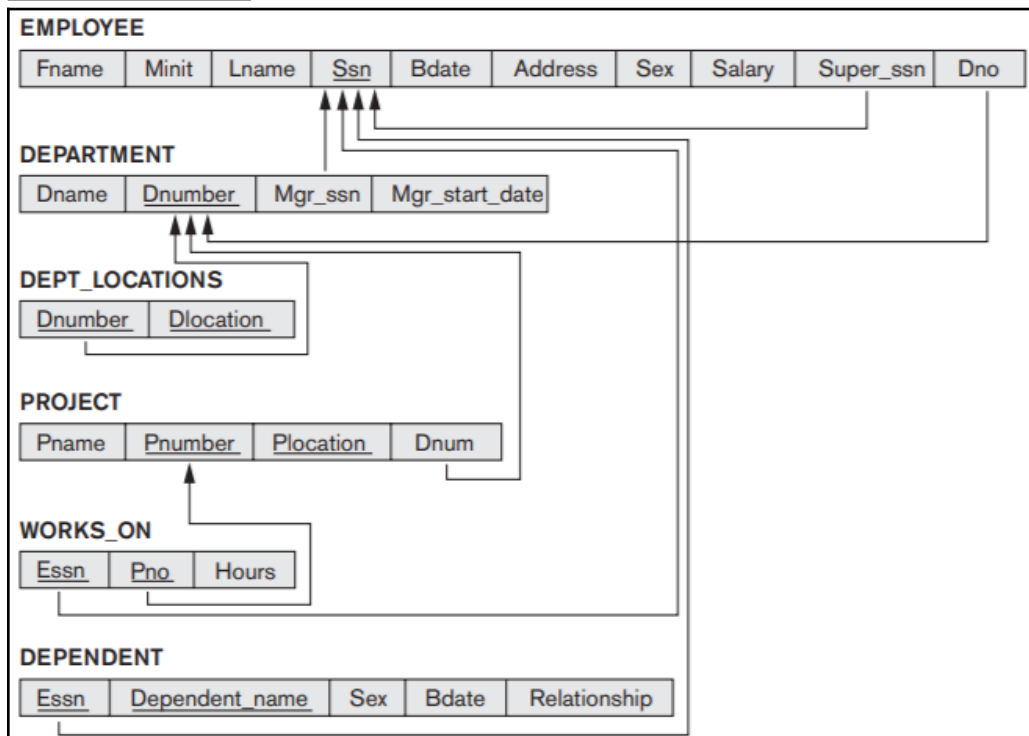 EMPLOYEE
Fname Minit Lname Ssn Bdate Address Sex Salary Super_ssn Dno
DEPARTMENT
Dname Dnumber Mgr_ssn Mgr_start_date
DEPT_LOCATIONS
Dnumber Dlocation
PROJECT
Pname Pnumber Plocation Dnum
WORKS_ON
Essn Pno Hours
DEPENDENT
Essn Dependent_name Sex Bdate Relationship